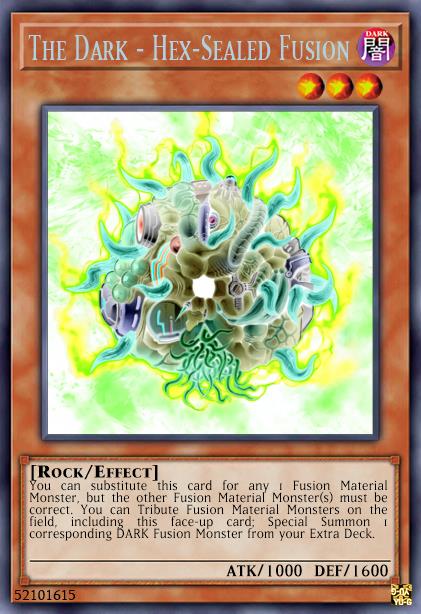 The Dark - Hex-Sealed Fusion
DARK
闇
[Rock/Effect]
You can substitute this card for any 1 Fusion Material
Monster, but the other Fusion Material Monster(s) must be
correct. You can Tribute Fusion Material Monsters on the
field, including this face-up card; Special Summon 1
corresponding DARK Fusion Monster from your Extra Deck.
ATK/1000 DEF/1600
52101615